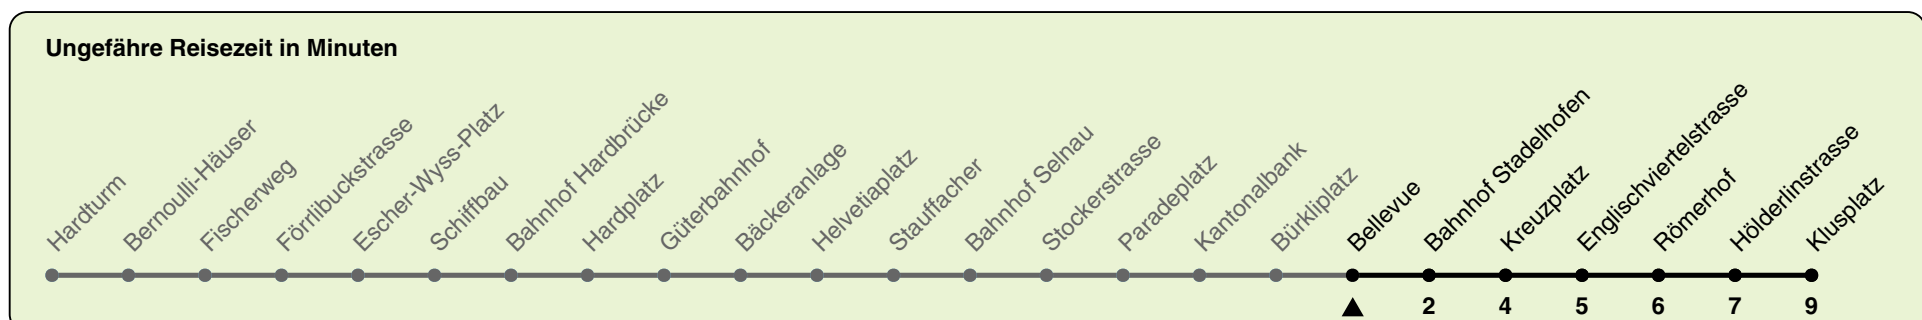 Ungefähre Reisezeit in Minuten
Hardturm
Bernoulli-Häuser
Fischerweg
Förrlibuckstrasse
Escher-Wyss-Platz
Schiffbau
Bahnhof Hardbrücke
Hardplatz
Güterbahnhof
Bäckeranlage
Helvetiaplatz
Stauffacher
Bahnhof Selnau
Stockerstrasse
Paradeplatz
Kantonalbank
Bürkliplatz
Bellevue
Bahnhof Stadelhofen
Kreuzplatz
Englischviertelstrasse
Römerhof
Hölderlinstrasse
Klusplatz
2 4 5 6 7 9